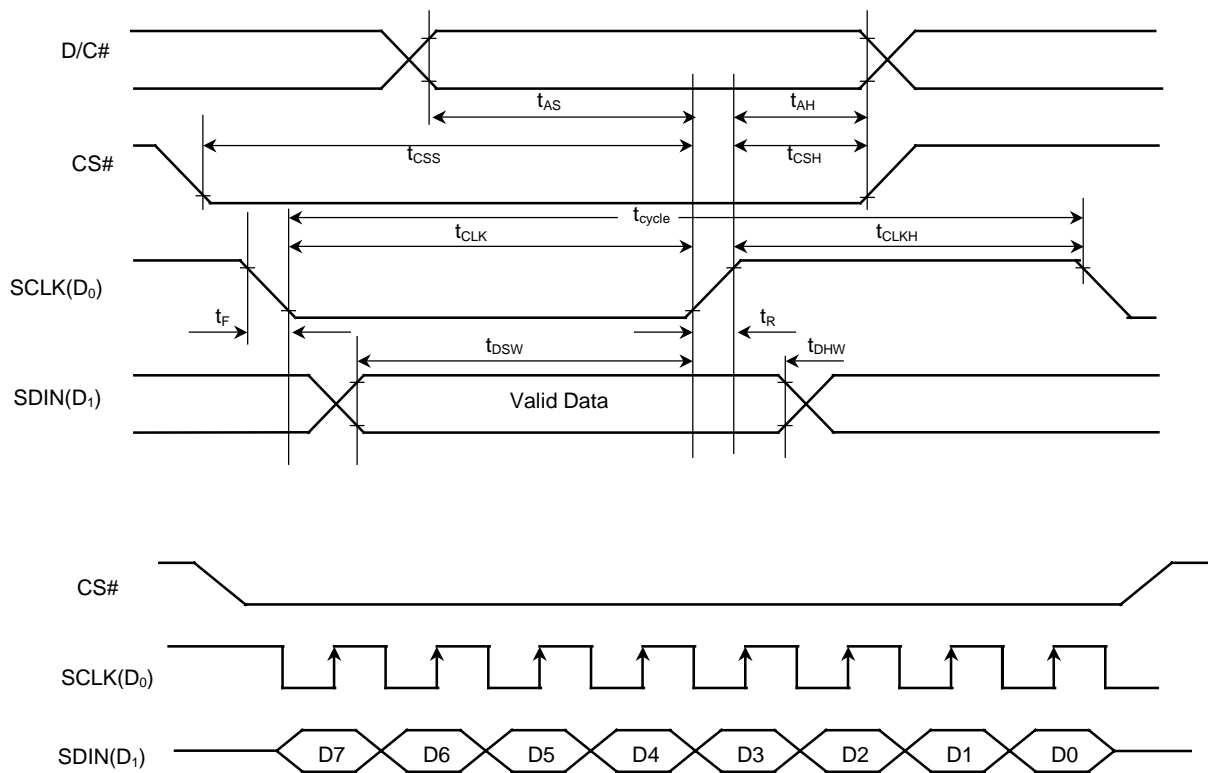 D/C#
tAS
tAH
CS#
tCSS
tCSH
tcycle
tCLK
tCLKH
SCLK(D0)
tF
tR
tDSW
tDHW
SDIN(D1)
Valid Data
CS#
SCLK(D0)
SDIN(D1)
D7 D6 D5 D4 D3 D2 D1 D0